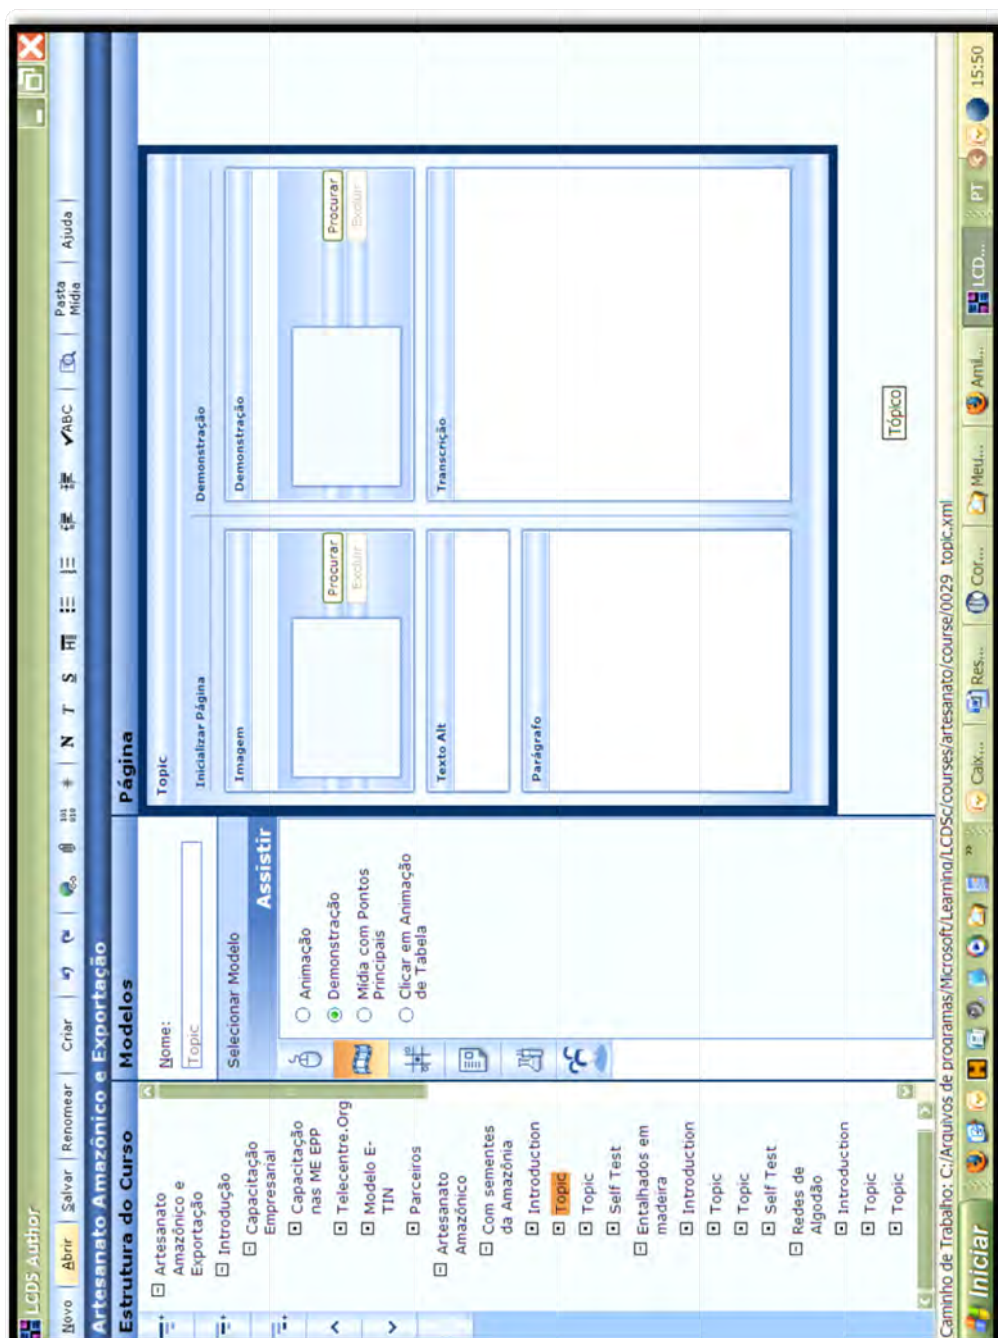 LCDS Author
Novo Abrir Salvar Renomear Criar N T S H ABC Pasta Mídia Ajuda
Artesanato Amazônico e Exportação
Estrutura do Curso
Artesanato
Amazônico e
Exportação
Introdução
Capacitação
Empresarial
Capacitação
nas ME EPP
Telecentre.Org
Modelo E-
TIN
Parceiros
Artesanato
Amazônico
Com sementes
da Amazônia
Introduction
Topic
Topic
Self Test
Entalhados em
madeira
Introduction
Topic
Topic
Self Test
Redes de
Algodão
Introduction
Topic
Topic
Modelos
Nome:
Topic
Selecionar Modelo
Assistir
Animação
Demonstração
Mídia com Pontos
Principais
Clicar em Animação
de Tabela
Página
Topic
Inicializar Página
Imagem
Procurar
Excluir
Texto Alt
Parágrafo
Demonstração
Demonstração
Procurar
Excluir
Transcrição
Tópico
Caminho de Trabalho: C:/Arquivos de programas/Microsoft/Learning/LCDSc/courses/artesanato/course/0029_topic.xml
Iniciar » Caix... Res... Cor... Meu... Ami... LCD... PT 15:50